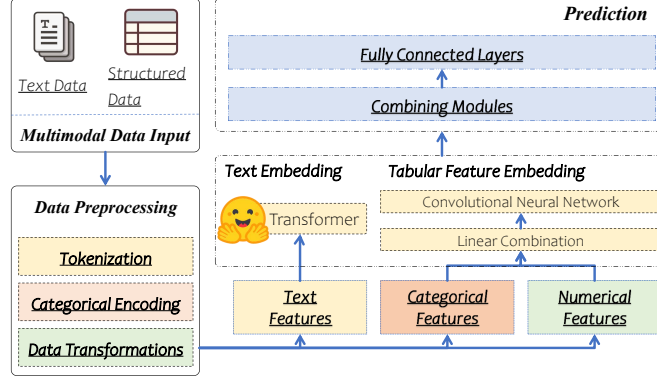 T-
Text Data
Structured
Data
Multimodal Data Input
Data Preprocessing
Tokenization
Categorical Encoding
Data Transformations
Prediction
Fully Connected Layers
Combining Modules
Text Embedding
Tabular Feature Embedding
Transformer
Convolutional Neural Network
Linear Combination
Text
Features
Categorical
Features
Numerical
Features